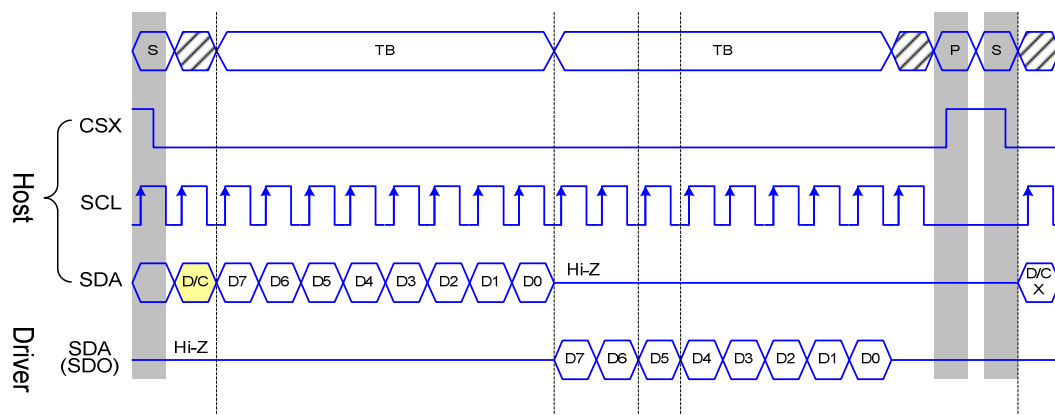 S TB TB P S
CSX
Host
SCL
SDA D/C D7 D6 D5 D4 D3 D2 D1 D0 Hi-Z D/C
X
Driver
SDA
(SDO)
Hi-Z D7 D6 D5 D4 D3 D2 D1 D0